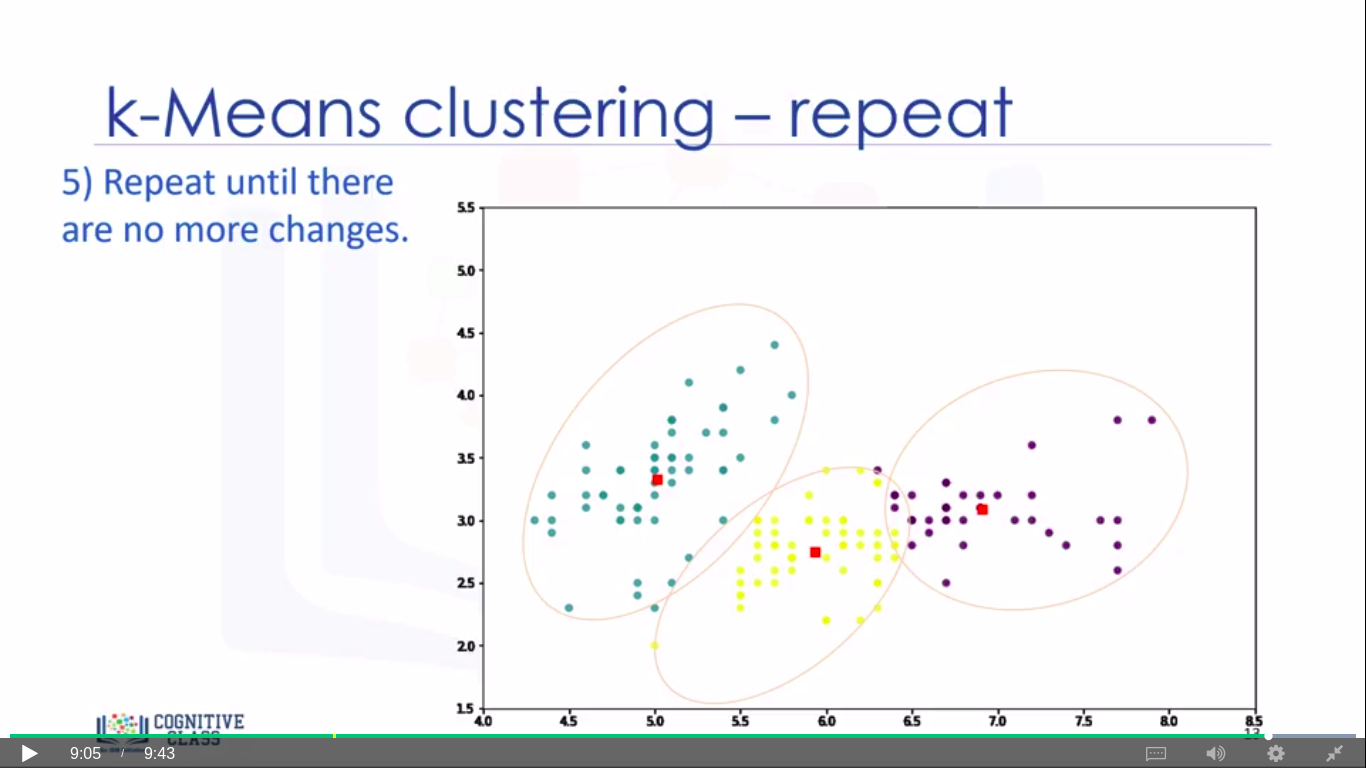 k-Means clustering – repeat
5) Repeat until there
are no more changes.
5.5
5.0
4.5
4.0
3.5
3.0
2.5
2.0
1.5
4.0 4.5 5.0 5.5 6.0 6.5 7.0 7.5 8.0 8.5
13
COGNITIVE
CLASS
9:05 / 9:43